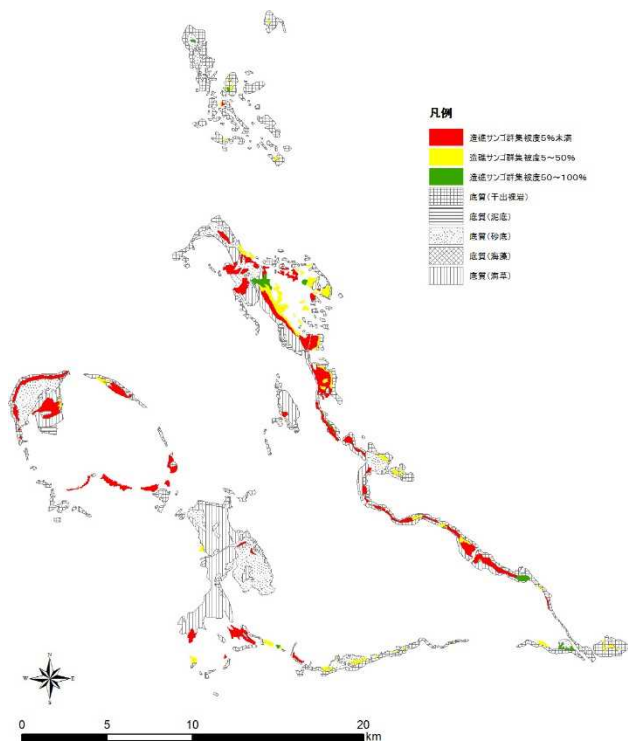 凡例
造礁サンゴ群集被度5%未満
造礁サンゴ群集被度5～50%
造礁サンゴ群集被度50～100%
底質(干出裸岩)
底質(泥底)
底質(砂底)
底質(海藻)
底質(海草)
N
W
E
S
0 5 10 20
km